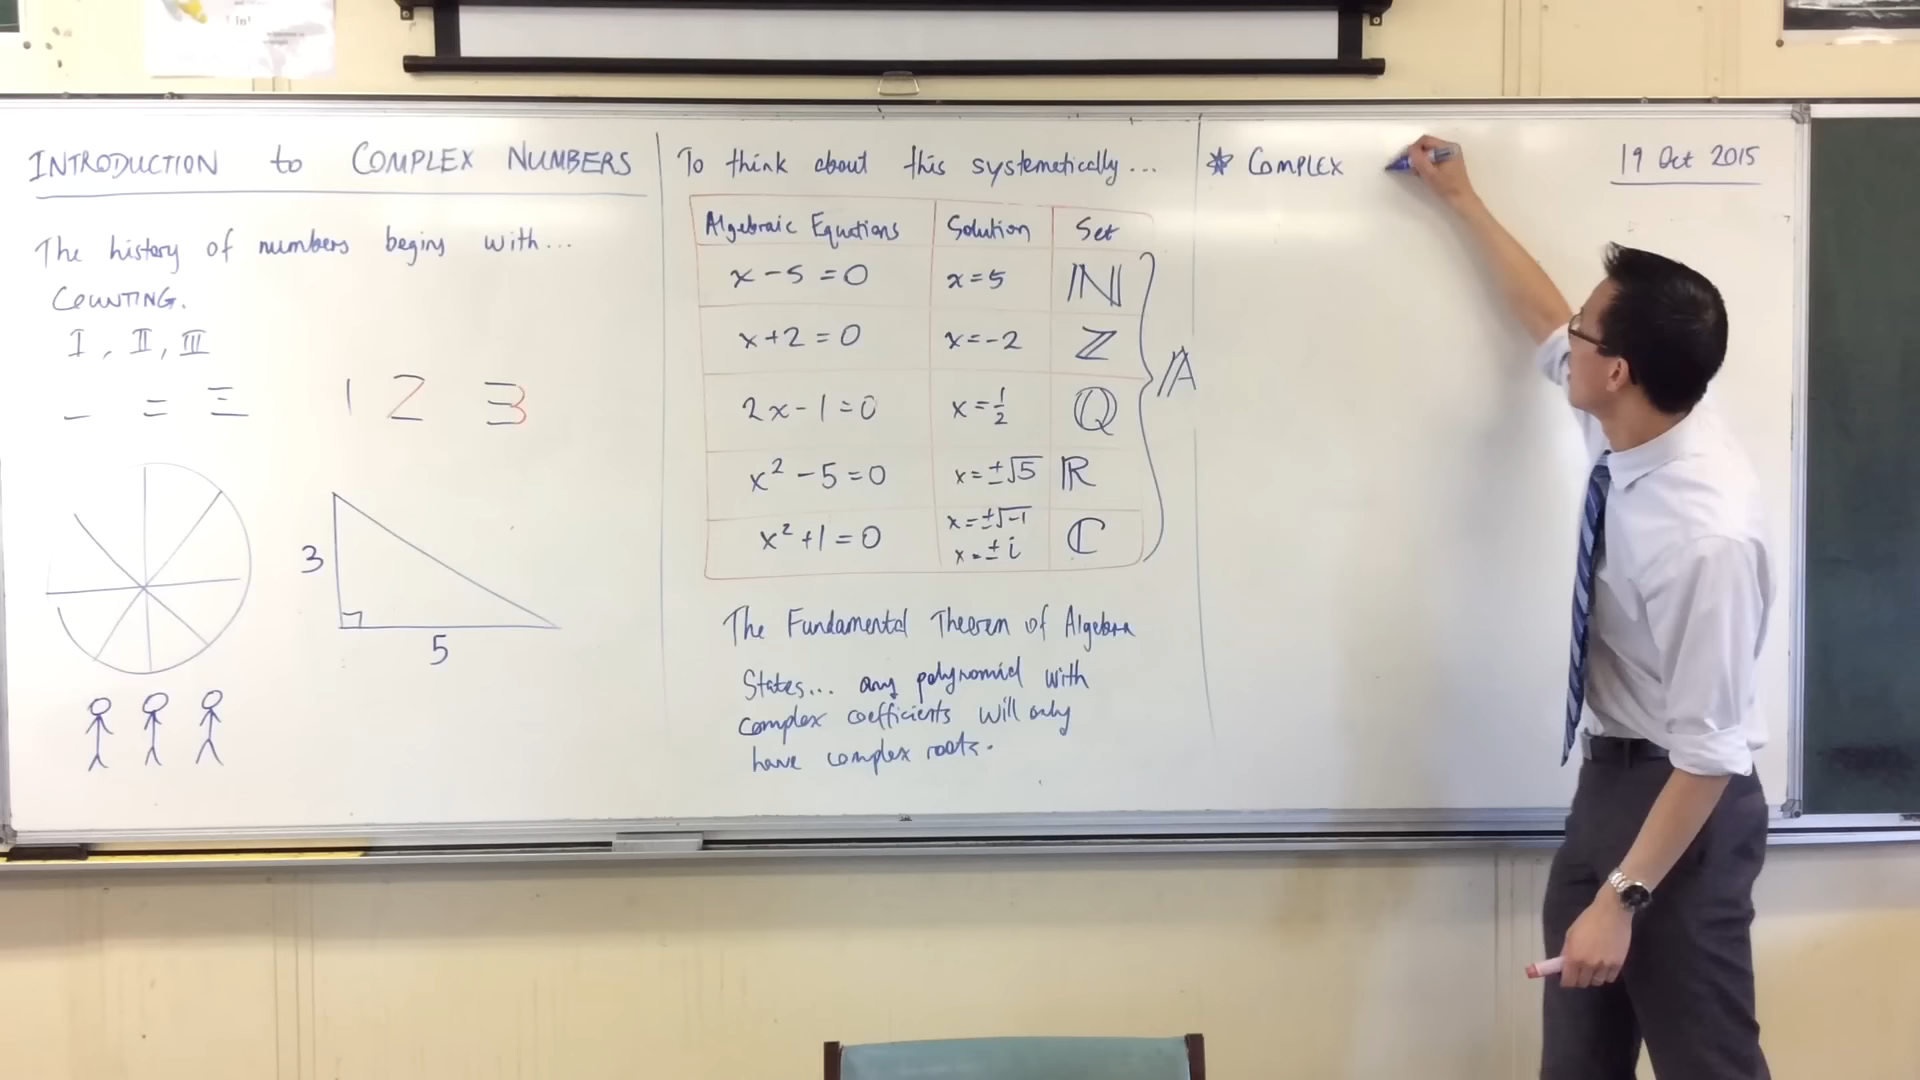 INTRODUCTION to COMPLEX NUMBERS
The history of numbers begins with...
COUNTING.
I, II, III
1 2 3
3
5
To think about this systematically...
Algebraic Equations Solution Set
x - 5 = 0 x = 5 ℕ
x + 2 = 0 x = -2 ℤ
2x - 1 = 0 x = 1/2 ℚ
x² - 5 = 0 x = ±√5 ℝ
x² + 1 = 0 x = ±√-1 ℂ
x = ± i
𝔸
The Fundamental Theorem of Algebra
States... any polynomial with
complex coefficients will only
have complex roots.
* COMPLEX
19 Oct 2015